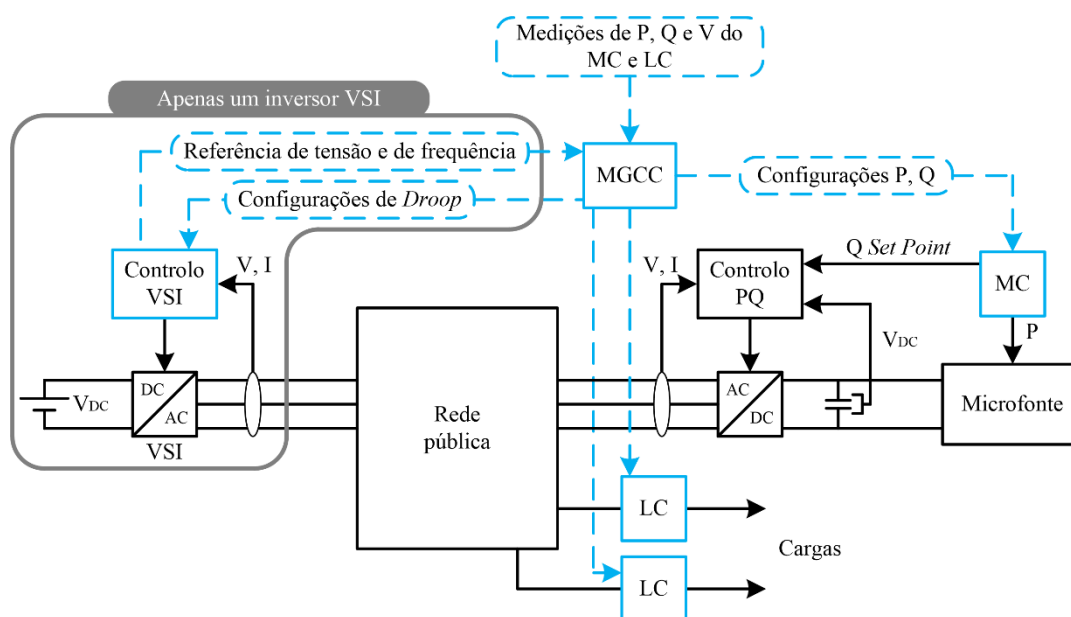 Medições de P, Q e V do
MC e LC
Apenas um inversor VSI
Referência de tensão e de frequência
MGCC
Configurações P, Q
Configurações de Droop
Controlo
VSI
V, I
V, I
Controlo
PQ
Q Set Point
MC
P
VDC
VDC
DC
AC
VSI
Rede
pública
AC
DC
Microfonte
LC
Cargas
LC